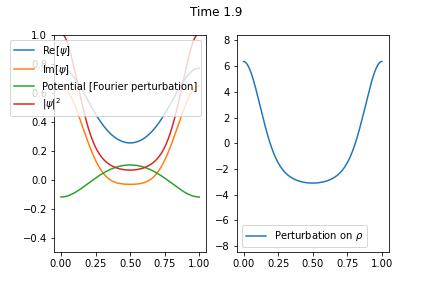 Time 1.9
Re[ψ]
Im[ψ]
Potential [Fourier perturbation]
|ψ|²
1.0
0.8
0.6
0.4
0.2
0.0
−0.2
−0.4
0.00 0.25 0.50 0.75 1.00
8
6
4
2
0
−2
−4
−6
−8
Perturbation on ρ
0.00 0.25 0.50 0.75 1.00